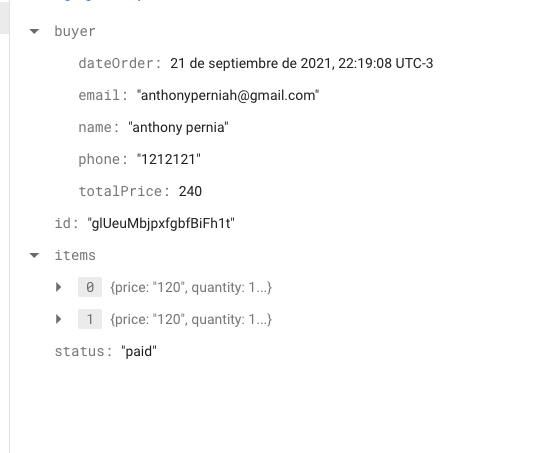 buyer
dateOrder: 21 de septiembre de 2021, 22:19:08 UTC-3
email: "anthonyperniah@gmail.com"
name: "anthony pernia"
phone: "1212121"
totalPrice: 240
id: "glUeuMbjpxfgbfBiFh1t"
items
0 {price: "120", quantity: 1...}
1 {price: "120", quantity: 1...}
status: "paid"